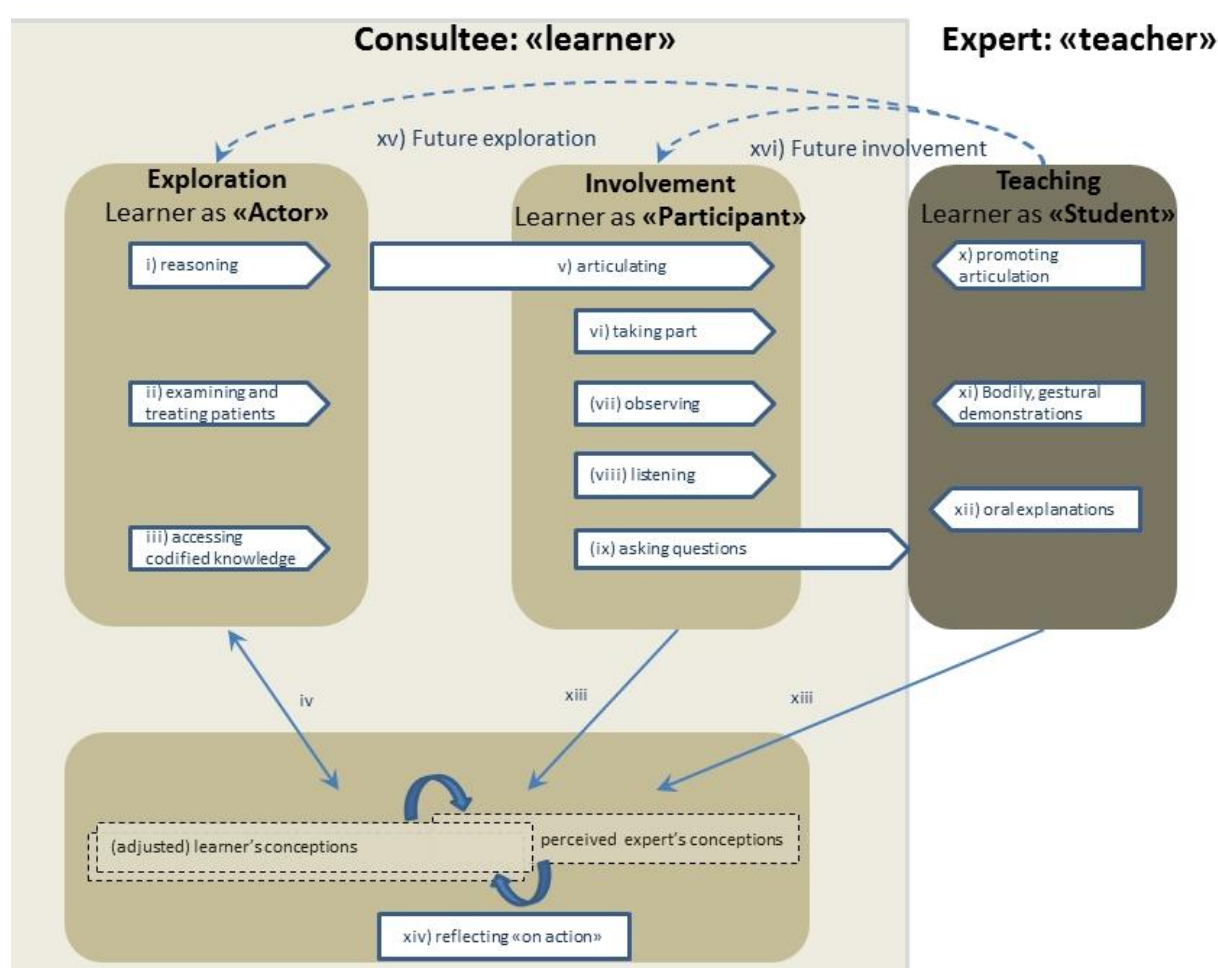 Consultee: «learner»
Expert: «teacher»
xv) Future exploration
xvi) Future involvement
Exploration
Learner as «Actor»
i) reasoning
ii) examining and
treating patients
iii) accessing
codified knowledge
Involvement
Learner as «Participant»
v) articulating
vi) taking part
(vii) observing
(viii) listening
(ix) asking questions
Teaching
Learner as «Student»
x) promoting
articulation
xi) Bodily, gestural
demonstrations
xii) oral explanations
iv
xiii
xiii
(adjusted) learner's conceptions
perceived expert's conceptions
xiv) reflecting «on action»